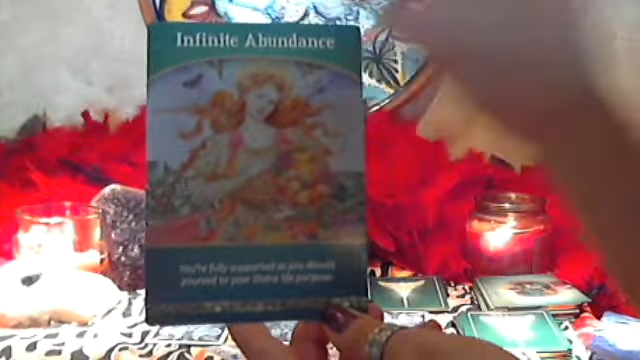 Infinite Abundance
You're fully supported as you devote
yourself to your Divine life purpose